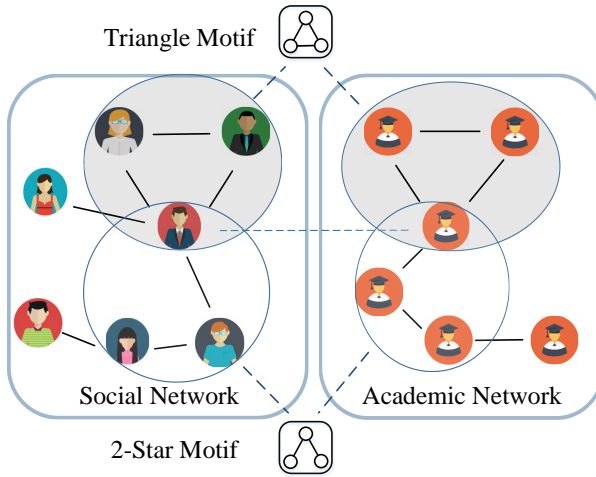 Triangle Motif
Social Network
Academic Network
2-Star Motif